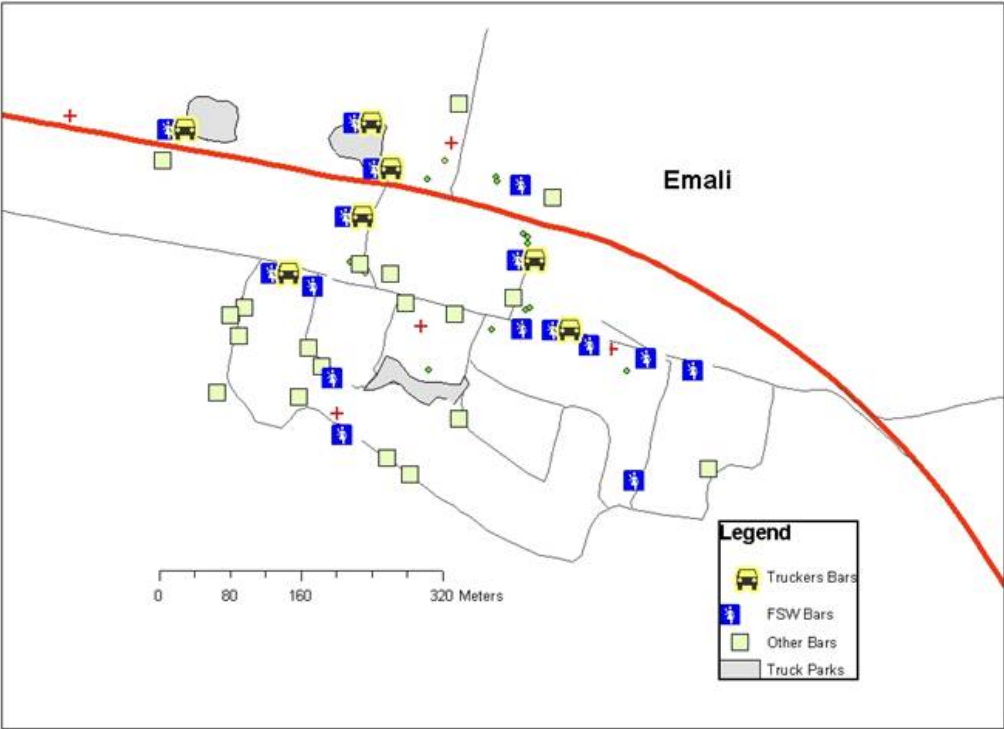 Emali
Legend
Truckers Bars
FSW Bars
Other Bars
Truck Parks
0 80 160 320 Meters